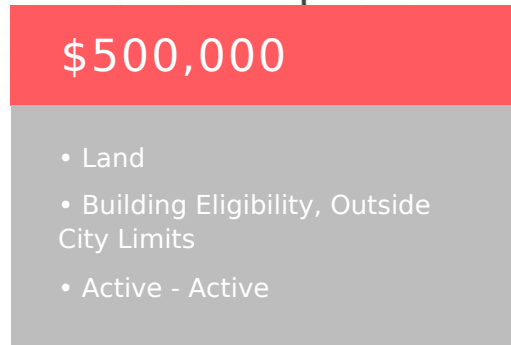 $500,000
• Land
• Building Eligibility, Outside
City Limits
• Active - Active